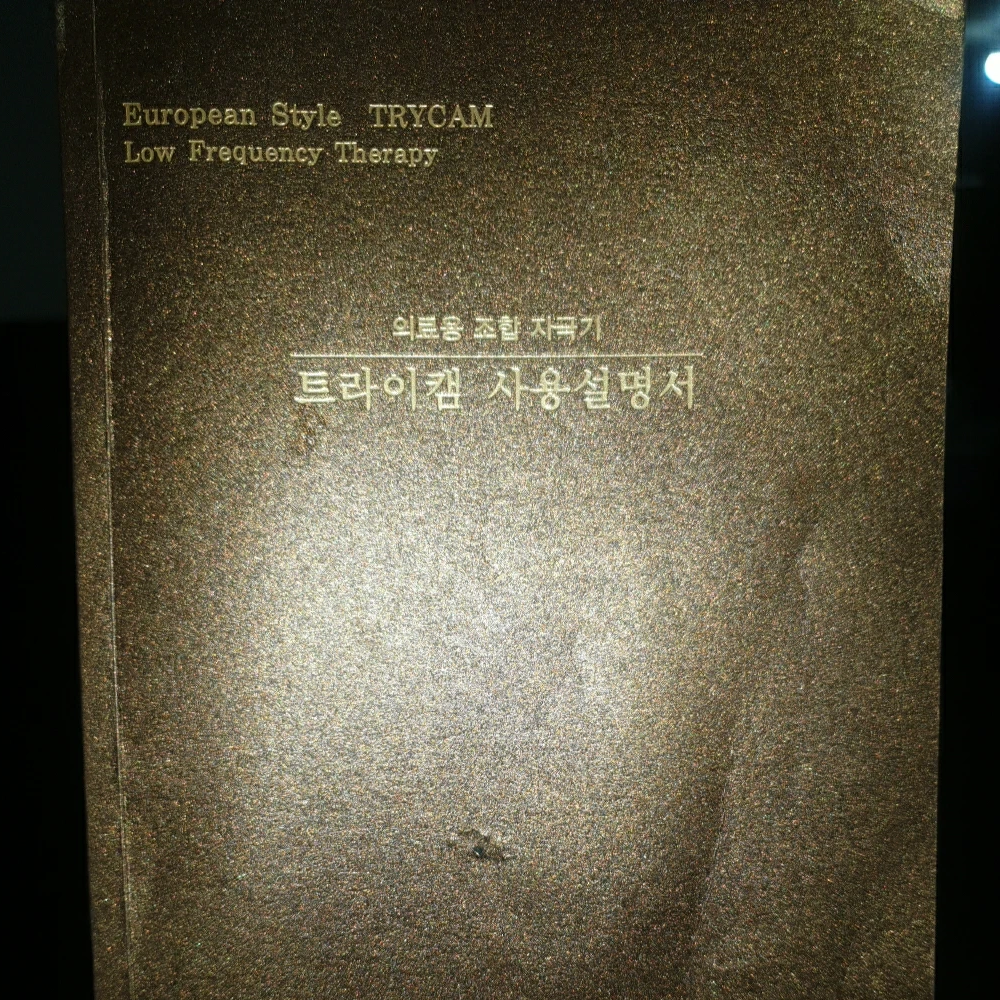 European Style TRYCAM
Low Frequency Therapy
의료용 조합 자극기
트라이캠 사용설명서